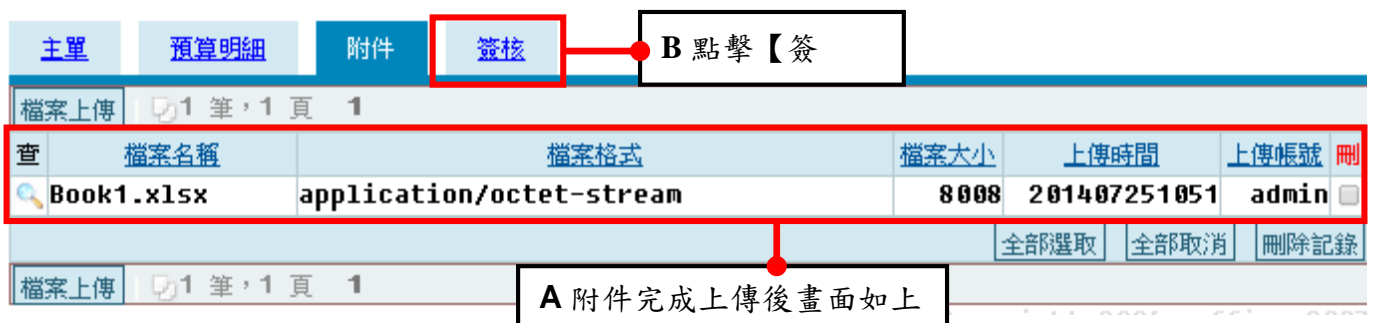 主單 預算明細 附件 簽核
B 點擊【簽
檔案上傳 1 筆，1 頁 1
查 檔案名稱 檔案格式 檔案大小 上傳時間 上傳帳號 刪
Book1.xlsx application/octet-stream 8008 201407251051 admin
全部選取 全部取消 刪除記錄
檔案上傳 1 筆，1 頁 1
A 附件完成上傳後畫面如上